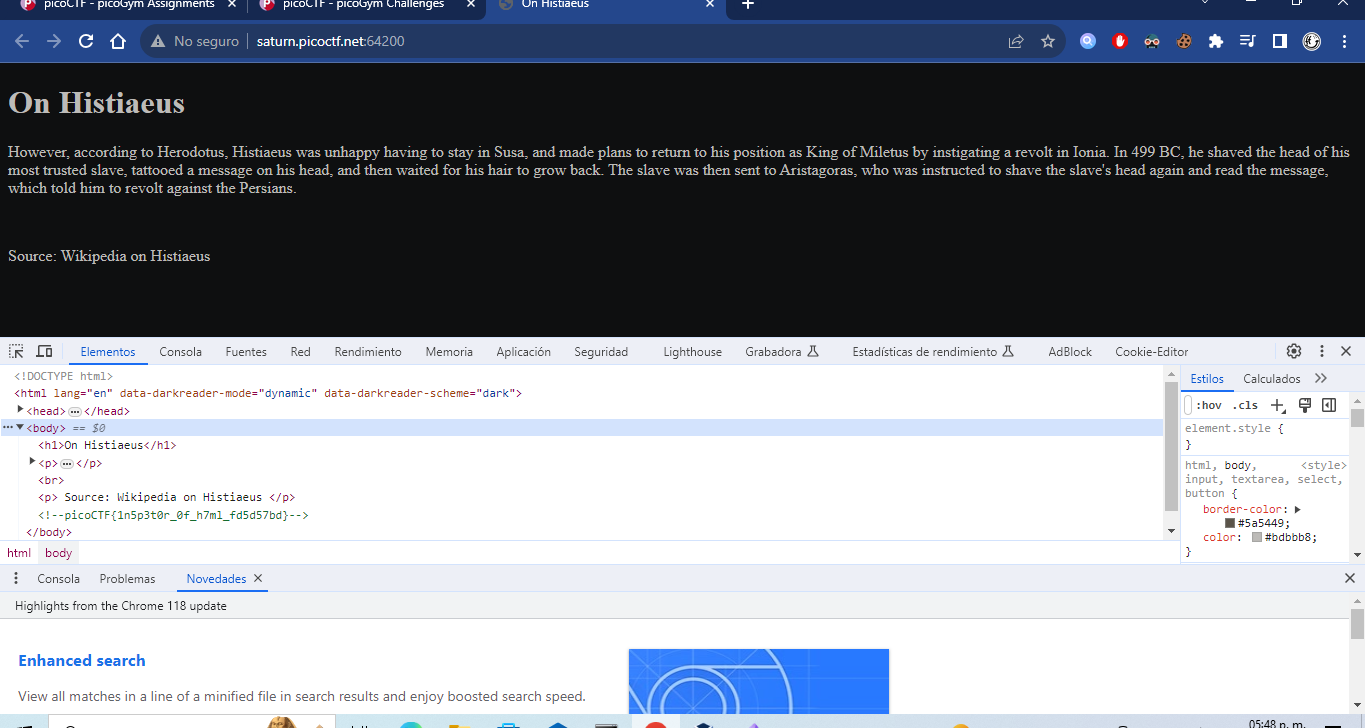 picoCTF - picoGym Assignments
picoCTF - picoGym Challenges
On Histiaeus
No seguro
saturn.picoctf.net:64200
On Histiaeus
However, according to Herodotus, Histiaeus was unhappy having to stay in Susa, and made plans to return to his position as King of Miletus by instigating a revolt in Ionia. In 499 BC, he shaved the head of his
most trusted slave, tattooed a message on his head, and then waited for his hair to grow back. The slave was then sent to Aristagoras, who was instructed to shave the slave's head again and read the message,
which told him to revolt against the Persians.
Source: Wikipedia on Histiaeus
Elementos Consola Fuentes Red Rendimiento Memoria Aplicación Seguridad Lighthouse Grabadora Estadísticas de rendimiento AdBlock Cookie-Editor
<!DOCTYPE html>
<html lang="en" data-darkreader-mode="dynamic" data-darkreader-scheme="dark">
<head>…</head>
<body> == $0
<h1>On Histiaeus</h1>
<p>…</p>
<br>
<p> Source: Wikipedia on Histiaeus </p>
<!--picoCTF{1n5p3t0r_0f_h7ml_fd5d57bd}-->
</body>
html body
Estilos Calculados
:hov .cls
element.style {
}
html, body, <style>
input, textarea, select,
button {
border-color:
#5a5449;
color: #bdbbb8;
}
Consola Problemas Novedades
Highlights from the Chrome 118 update
Enhanced search
View all matches in a line of a minified file in search results and enjoy boosted search speed.
05:48 p. m.